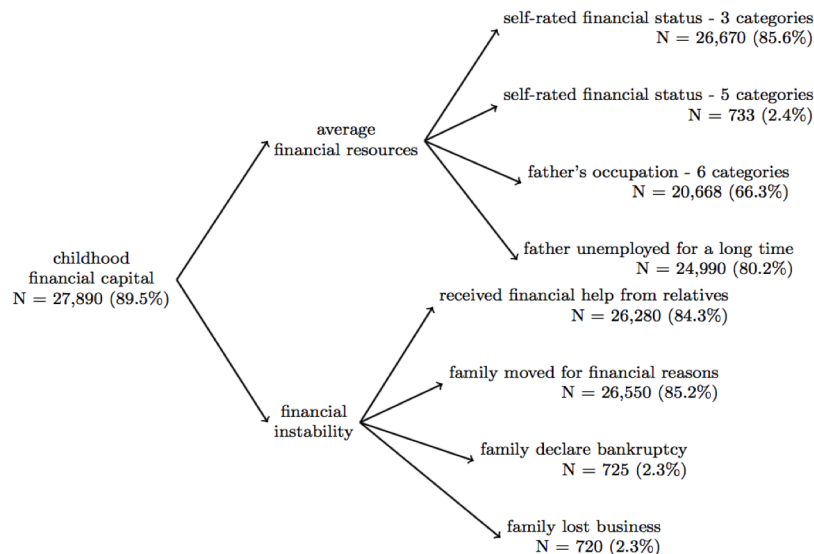 self-rated financial status - 3 categories
N = 26,670 (85.6%)
self-rated financial status - 5 categories
N = 733 (2.4%)
average
financial resources
father's occupation - 6 categories
N = 20,668 (66.3%)
father unemployed for a long time
N = 24,990 (80.2%)
childhood
financial capital
N = 27,890 (89.5%)
received financial help from relatives
N = 26,280 (84.3%)
family moved for financial reasons
N = 26,550 (85.2%)
financial
instability
family declare bankruptcy
N = 725 (2.3%)
family lost business
N = 720 (2.3%)